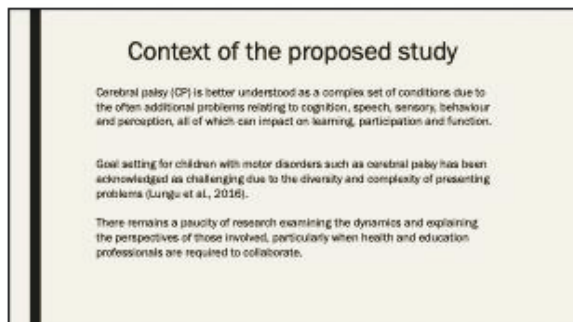 Context of the proposed study
Cerebral palsy (CP) is better understood as a complex set of conditions due to
the often additional problems relating to cognition, speech, sensory, behaviour
and perception, all of which can impact on learning, participation and function.
Goal setting for children with motor disorders such as cerebral palsy has been
acknowledged as challenging due to the diversity and complexity of presenting
problems (Lungu et al., 2016).
There remains a paucity of research examining the dynamics and explaining
the perspectives of those involved, particularly when health and education
professionals are required to collaborate.